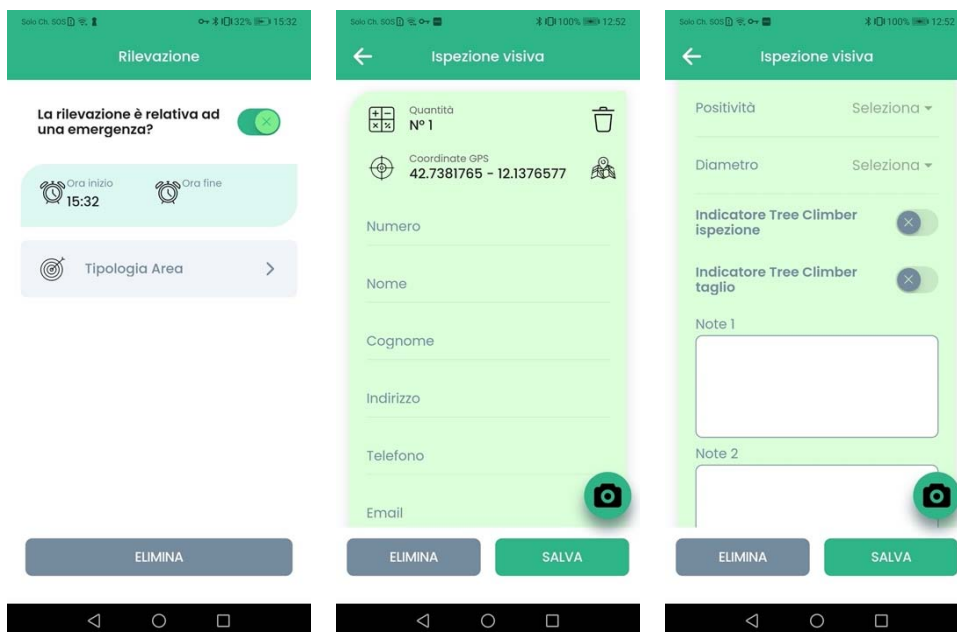 Solo Ch. SOS 32% 15:32
Rilevazione
La rilevazione è relativa ad
una emergenza?
Ora inizio
15:32
Ora fine
Tipologia Area
ELIMINA
Solo Ch. SOS 100% 12:52
Ispezione visiva
Quantità
N° 1
Coordinate GPS
42.7381765 - 12.1376577
Numero
Nome
Cognome
Indirizzo
Telefono
Email
ELIMINA
SALVA
Solo Ch. SOS 100% 12:52
Ispezione visiva
Positività Seleziona
Diametro Seleziona
Indicatore Tree Climber
ispezione
Indicatore Tree Climber
taglio
Note 1
Note 2
ELIMINA
SALVA